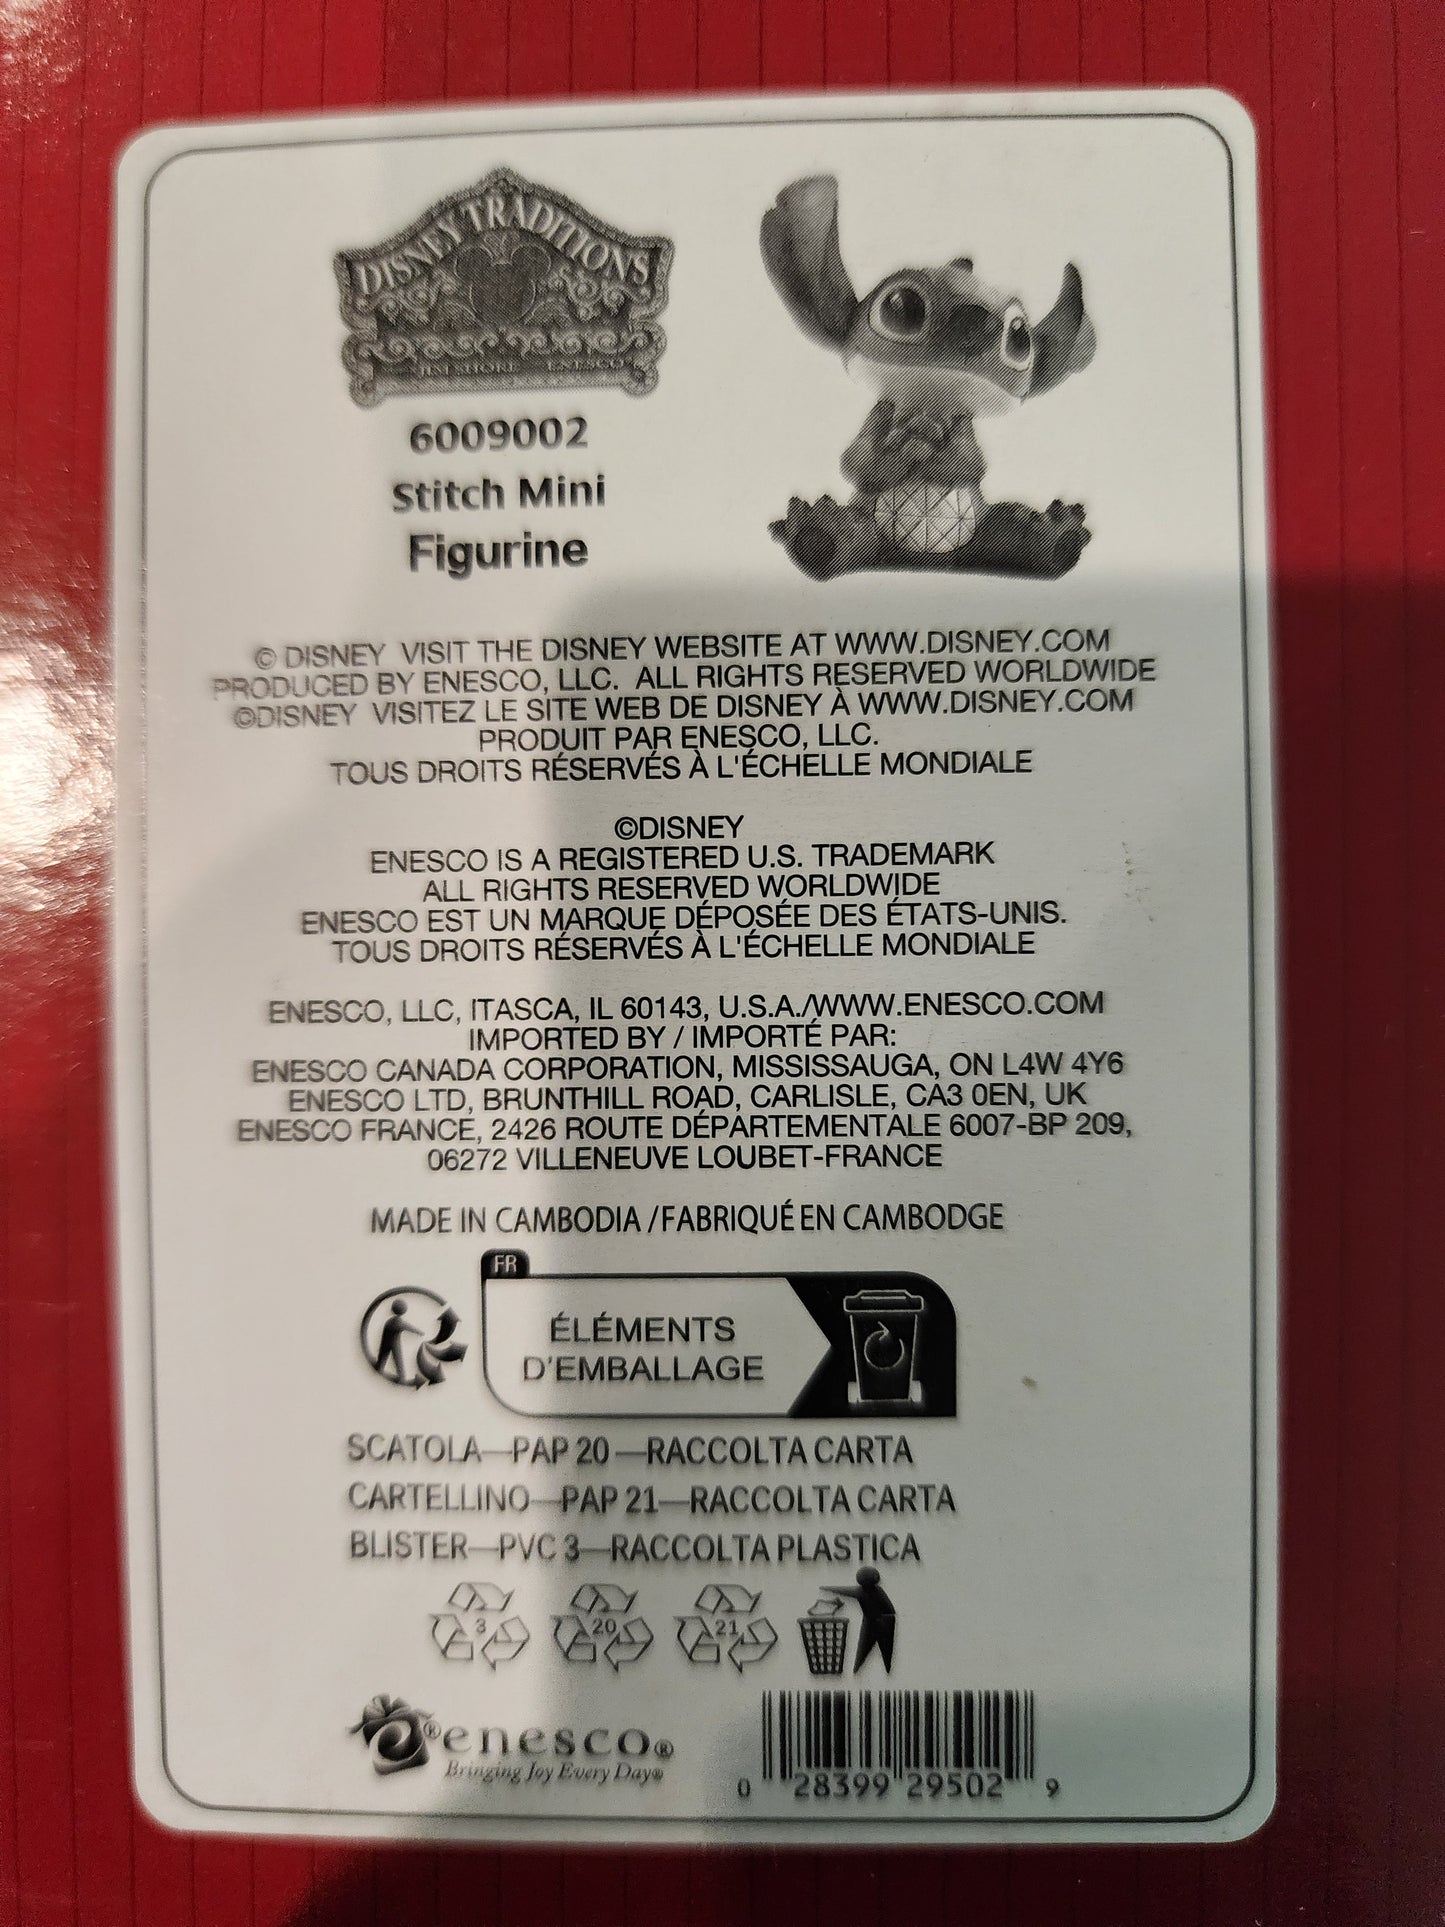 DISNEY TRADITIONS
JIM SHORE ENESCO
6009002
Stitch Mini
Figurine
© DISNEY VISIT THE DISNEY WEBSITE AT WWW.DISNEY.COM
PRODUCED BY ENESCO, LLC. ALL RIGHTS RESERVED WORLDWIDE
©DISNEY VISITEZ LE SITE WEB DE DISNEY À WWW.DISNEY.COM
PRODUIT PAR ENESCO, LLC.
TOUS DROITS RÉSERVÉS À L'ÉCHELLE MONDIALE
©DISNEY
ENESCO IS A REGISTERED U.S. TRADEMARK
ALL RIGHTS RESERVED WORLDWIDE
ENESCO EST UN MARQUE DÉPOSÉE DES ÉTATS-UNIS.
TOUS DROITS RÉSERVÉS À L'ÉCHELLE MONDIALE
ENESCO, LLC, ITASCA, IL 60143, U.S.A./WWW.ENESCO.COM
IMPORTED BY / IMPORTÉ PAR:
ENESCO CANADA CORPORATION, MISSISSAUGA, ON L4W 4Y6
ENESCO LTD, BRUNTHILL ROAD, CARLISLE, CA3 0EN, UK
ENESCO FRANCE, 2426 ROUTE DÉPARTEMENTALE 6007-BP 209,
06272 VILLENEUVE LOUBET-FRANCE
MADE IN CAMBODIA / FABRIQUÉ EN CAMBODGE
FR
ÉLÉMENTS
D'EMBALLAGE
SCATOLA—PAP 20—RACCOLTA CARTA
CARTELLINO—PAP 21—RACCOLTA CARTA
BLISTER—PVC 3—RACCOLTA PLASTICA
3 20 21
e® enesco®
Bringing Joy Every Day®
0 28399 29502 9